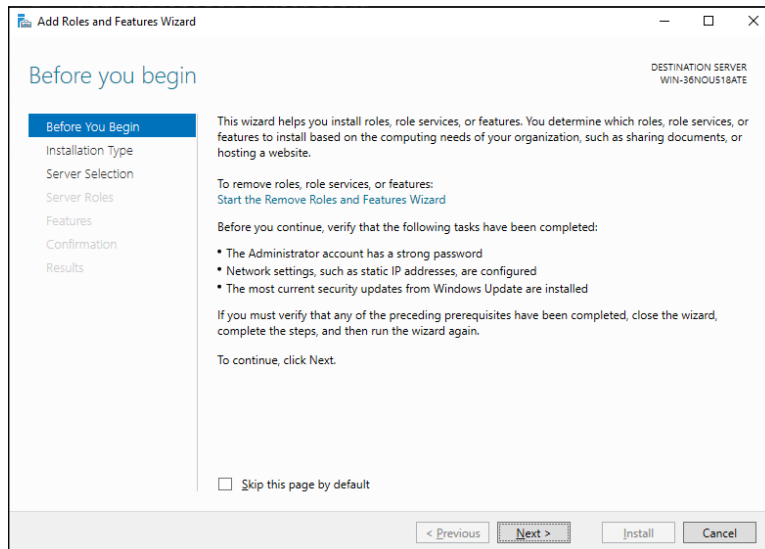 Add Roles and Features Wizard
Before you begin
DESTINATION SERVER
WIN-36NOU518ATE
Before You Begin
Installation Type
Server Selection
Server Roles
Features
Confirmation
Results
This wizard helps you install roles, role services, or features. You determine which roles, role services, or
features to install based on the computing needs of your organization, such as sharing documents, or
hosting a website.
To remove roles, role services, or features:
Start the Remove Roles and Features Wizard
Before you continue, verify that the following tasks have been completed:
• The Administrator account has a strong password
• Network settings, such as static IP addresses, are configured
• The most current security updates from Windows Update are installed
If you must verify that any of the preceding prerequisites have been completed, close the wizard,
complete the steps, and then run the wizard again.
To continue, click Next.
Skip this page by default
< Previous
Next >
Install
Cancel